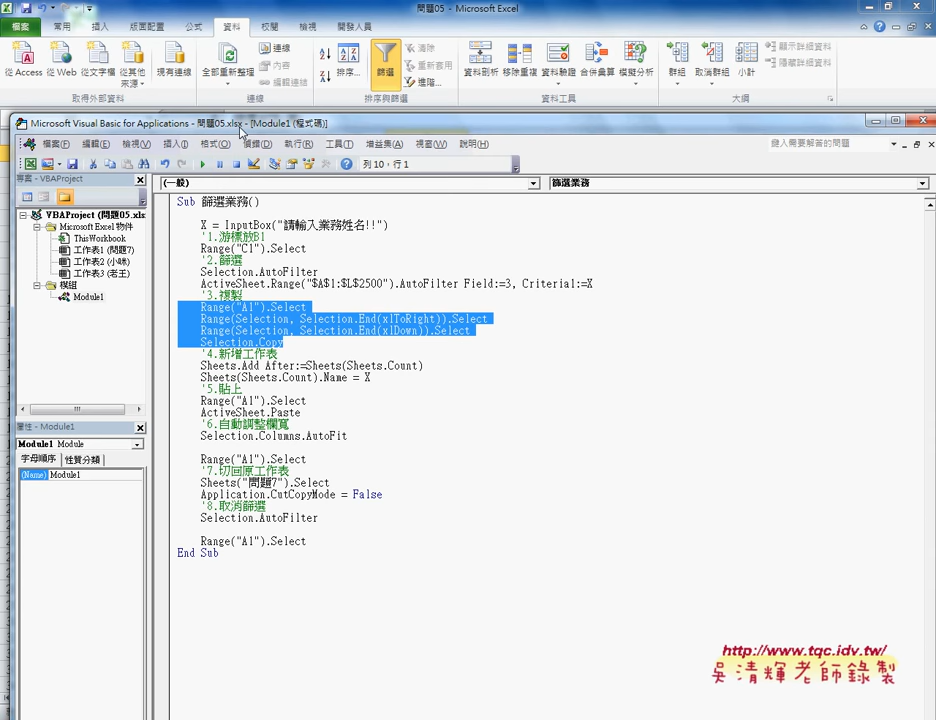 問題05 - Microsoft Excel
檔案 常用 插入 版面配置 公式 資料 校閱 檢視 開發人員
從 Access 從 Web 從文字檔 從其他來源 現有連線 全部重新整理 連線 內容 編輯連結 排序... 篩選 清除 重新套用 進階... 資料剖析 移除重複 資料驗證 合併彙算 模擬分析 群組 取消群組 小計 顯示詳細資料 隱藏詳細資料
取得外部資料 連線 排序與篩選 資料工具 大綱
Microsoft Visual Basic for Applications - 問題05.xlsx - [Module1 (程式碼)]
檔案(F) 編輯(E) 檢視(V) 插入(I) 格式(O) 偵錯(D) 執行(R) 工具(T) 增益集(A) 視窗(W) 說明(H) 鍵入需要解答的問題
列 10，行 1
專案 - VBAProject
(一般) 篩選業務
VBAProject (問題05.xls
Microsoft Excel 物件
ThisWorkbook
工作表1 (問題7)
工作表2 (小咪)
工作表3 (老王)
模組
Module1
屬性 - Module1
Module1 Module
字母順序 性質分類
(Name) Module1
Sub 篩選業務()
X = InputBox("請輸入業務姓名!!")
'1.游標放B1
Range("C1").Select
'2.篩選
Selection.AutoFilter
ActiveSheet.Range("$A$1:$L$2500").AutoFilter Field:=3, Criteria1:=X
'3.複製
Range("A1").Select
Range(Selection, Selection.End(xlToRight)).Select
Range(Selection, Selection.End(xlDown)).Select
Selection.Copy
'4.新增工作表
Sheets.Add After:=Sheets(Sheets.Count)
Sheets(Sheets.Count).Name = X
'5.貼上
Range("A1").Select
ActiveSheet.Paste
'6.自動調整欄寬
Selection.Columns.AutoFit
Range("A1").Select
'7.切回原工作表
Sheets("問題7").Select
Application.CutCopyMode = False
'8.取消篩選
Selection.AutoFilter
Range("A1").Select
End Sub
http://www.tqc.idv.tw/
吳清輝老師錄製